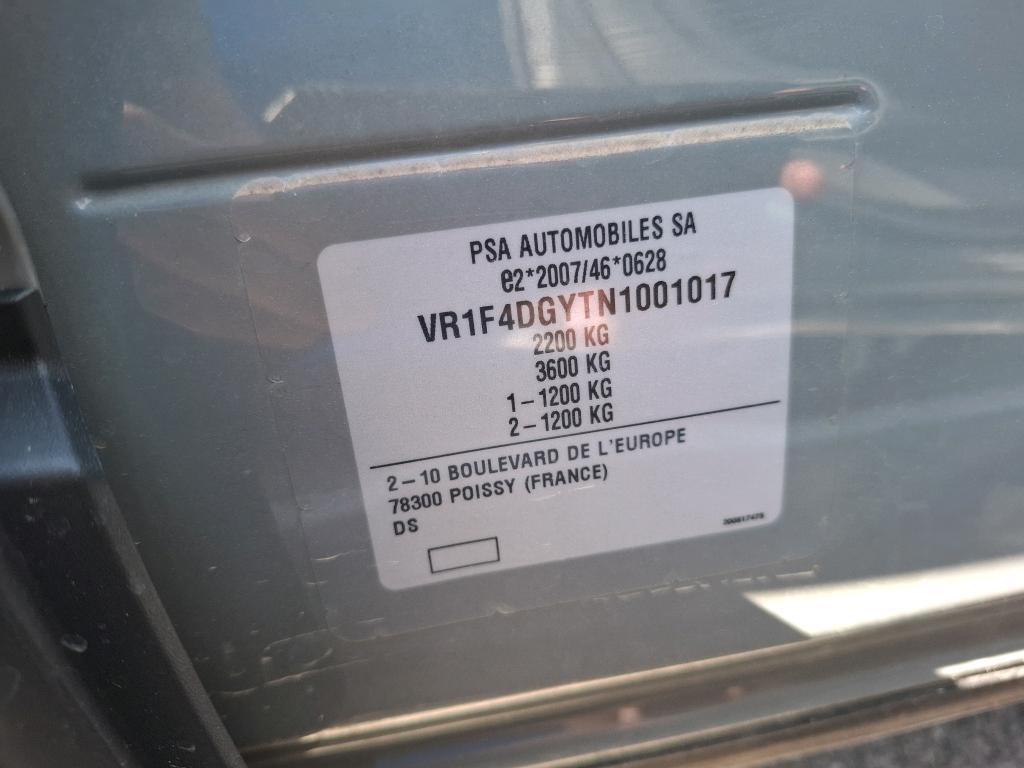 PSA AUTOMOBILES SA
e2*2007/46*0628
VR1F4DGYTN1001017
2200 KG
3600 KG
1-1200 KG
2-1200 KG
2-10 BOULEVARD DE L'EUROPE
78300 POISSY (FRANCE)
DS